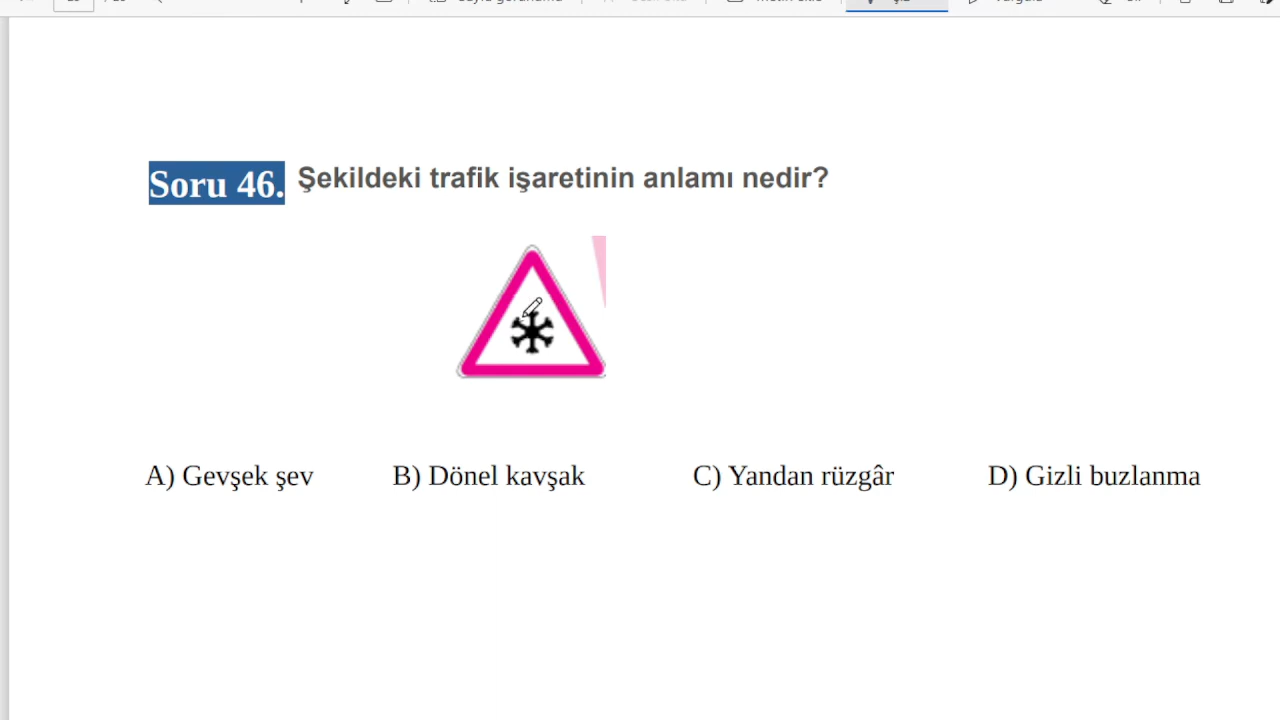 Soru 46. Şekildeki trafik işaretinin anlamı nedir?
A) Gevşek şev B) Dönel kavşak C) Yandan rüzgâr D) Gizli buzlanma